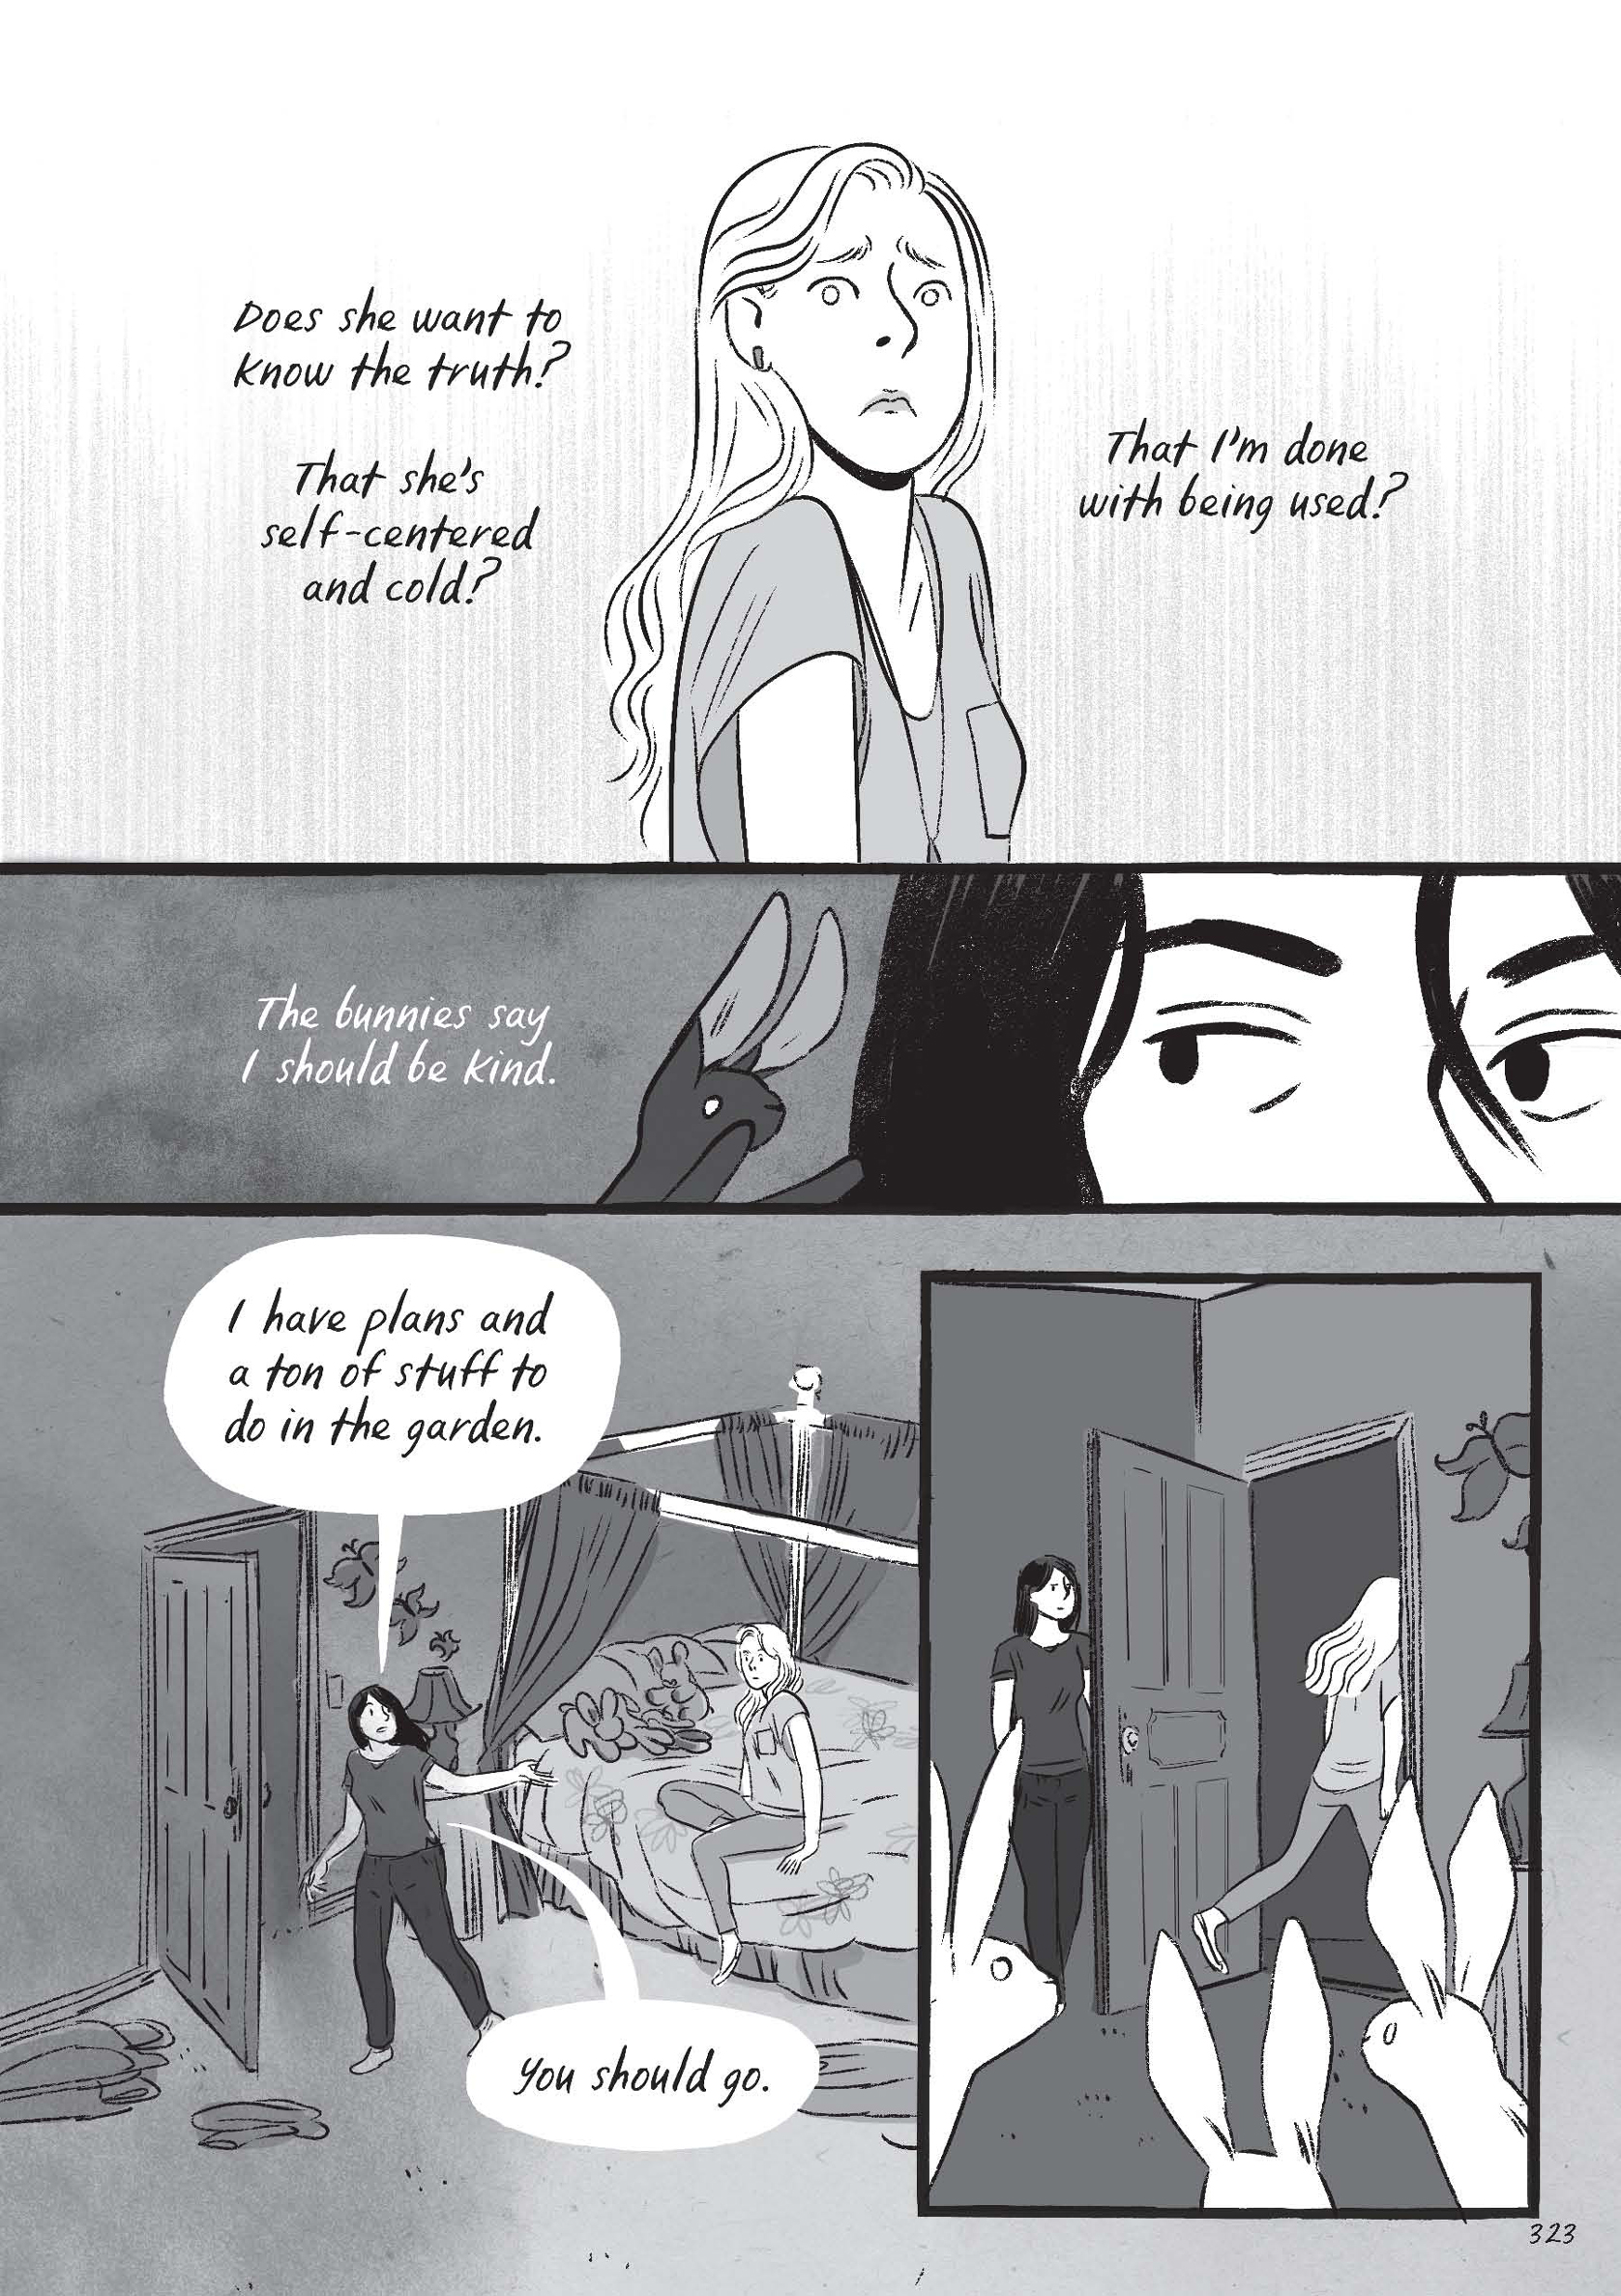 Does she want to
know the truth?
That she's
self-centered
and cold?
That I'm done
with being used?
The bunnies say
I should be kind.
I have plans and
a ton of stuff to
do in the garden.
You should go.
323